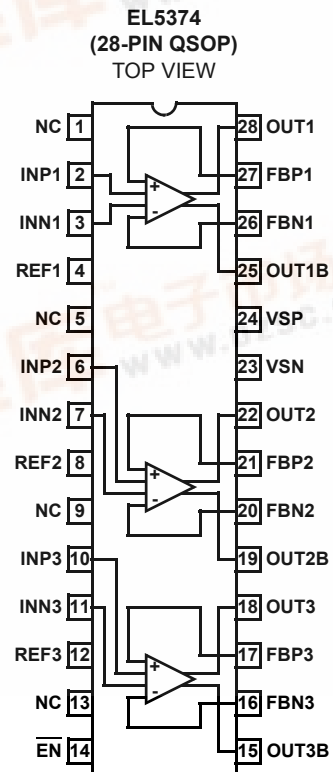 EL5374
(28-PIN QSOP)
TOP VIEW
NC 1
INP1 2
INN1 3
REF1 4
NC 5
INP2 6
INN2 7
REF2 8
NC 9
INP3 10
INN3 11
REF3 12
NC 13
EN 14
28 OUT1
27 FBP1
26 FBN1
25 OUT1B
24 VSP
23 VSN
22 OUT2
21 FBP2
20 FBN2
19 OUT2B
18 OUT3
17 FBP3
16 FBN3
15 OUT3B
+
-
+
-
+
-